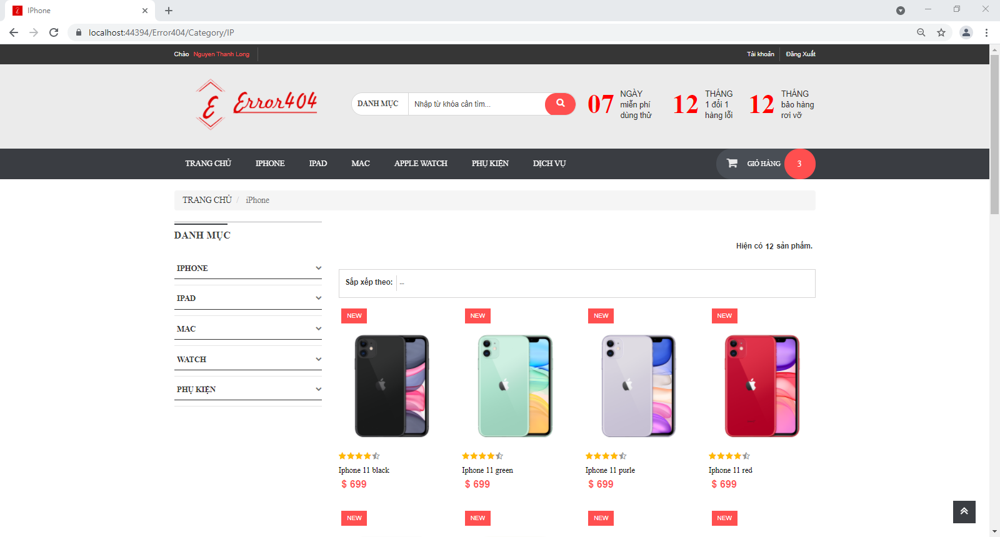 IPhone
localhost:44394/Error404/Category/IP
Chào Nguyen Thanh Long
Tài khoản
Đăng Xuất
Error404
DANH MỤC
Nhập từ khóa cần tìm...
07
NGÀY
miễn phí
dùng thử
12
THÁNG
1 đổi 1
hàng lỗi
12
THÁNG
bảo hàng
rơi vỡ
TRANG CHỦ
IPHONE
IPAD
MAC
APPLE WATCH
PHỤ KIỆN
DỊCH VỤ
GIỎ HÀNG
3
TRANG CHỦ / iPhone
DANH MỤC
Hiện có 12 sản phẩm.
IPHONE
IPAD
MAC
WATCH
PHỤ KIỆN
Sắp xếp theo: --
NEW
NEW
NEW
NEW
Iphone 11 black
$ 699
Iphone 11 green
$ 699
Iphone 11 purle
$ 699
Iphone 11 red
$ 699
NEW
NEW
NEW
NEW